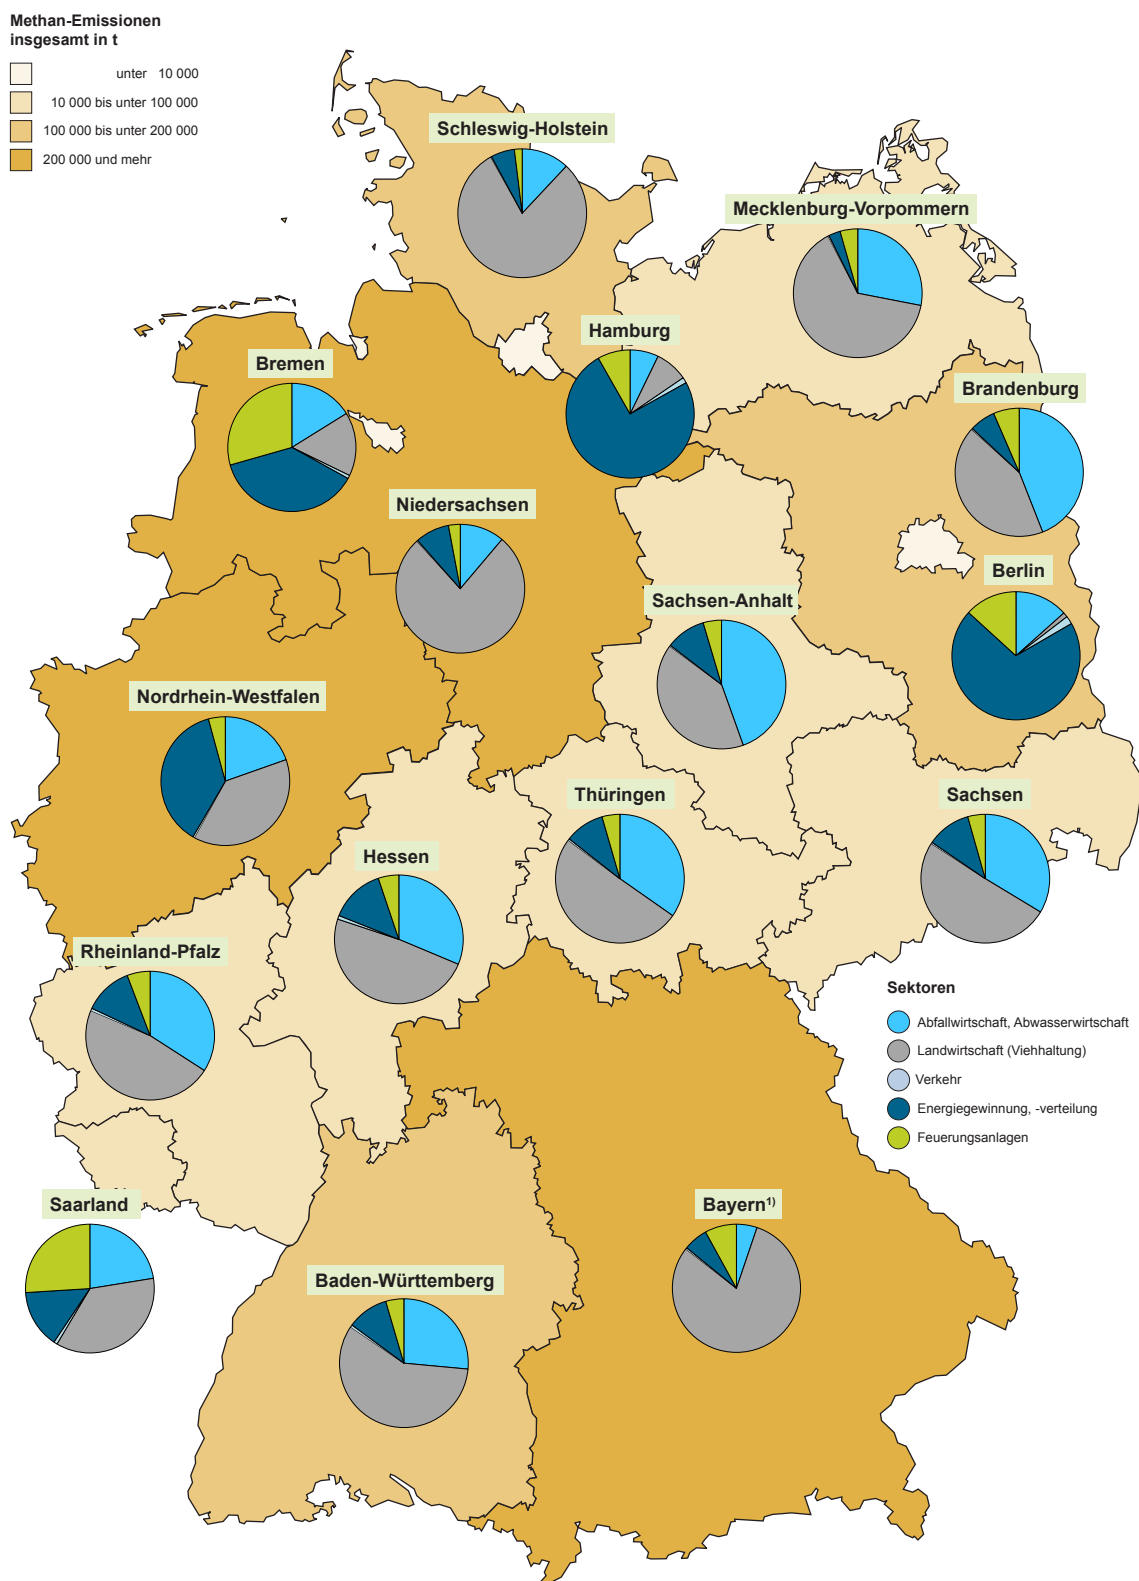 Methan-Emissionen
insgesamt in t
unter 10 000
10 000 bis unter 100 000
100 000 bis unter 200 000
200 000 und mehr
Schleswig-Holstein
Mecklenburg-Vorpommern
Hamburg
Bremen
Brandenburg
Niedersachsen
Berlin
Sachsen-Anhalt
Nordrhein-Westfalen
Thüringen
Sachsen
Hessen
Rheinland-Pfalz
Sektoren
Abfallwirtschaft, Abwasserwirtschaft
Landwirtschaft (Viehhaltung)
Verkehr
Energiegewinnung, -verteilung
Feuerungsanlagen
Saarland
Bayern¹⁾
Baden-Württemberg